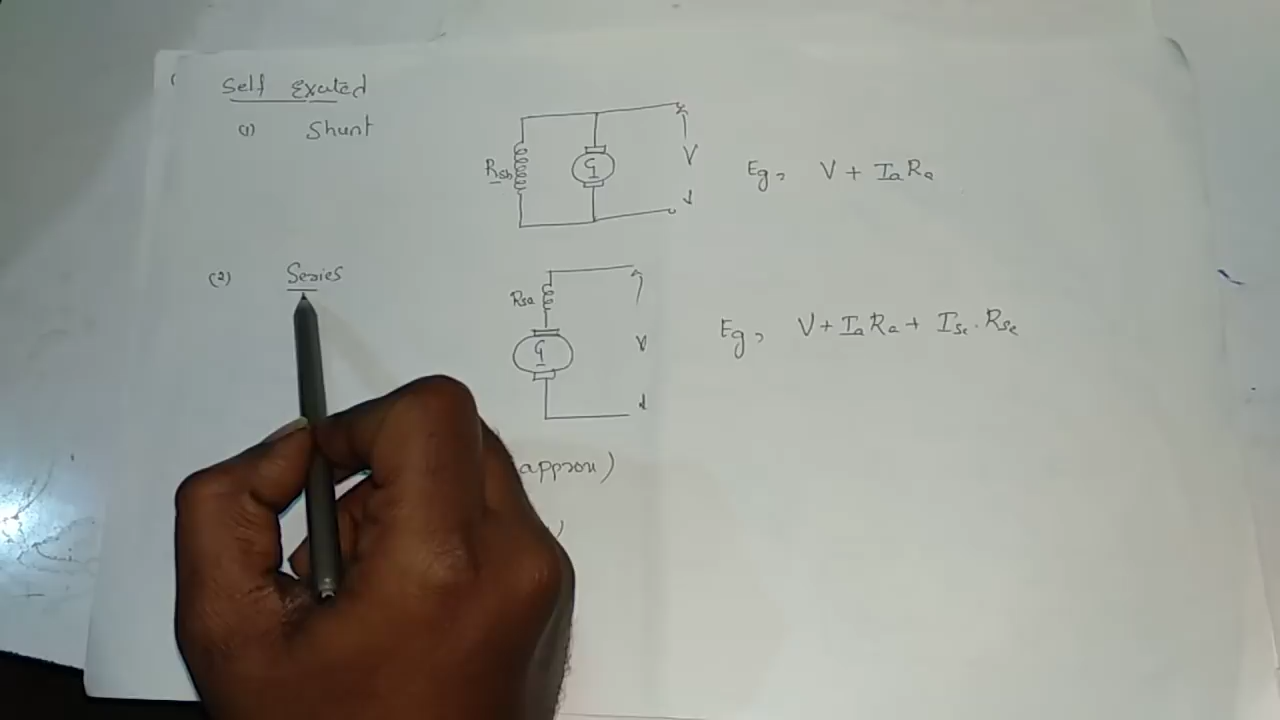 Self Excited
(1) Shunt
Rsh G V Eg, V + IaRa
(2) Series
Rse G V Eg, V + IaRa + Ise. Rse
approx)